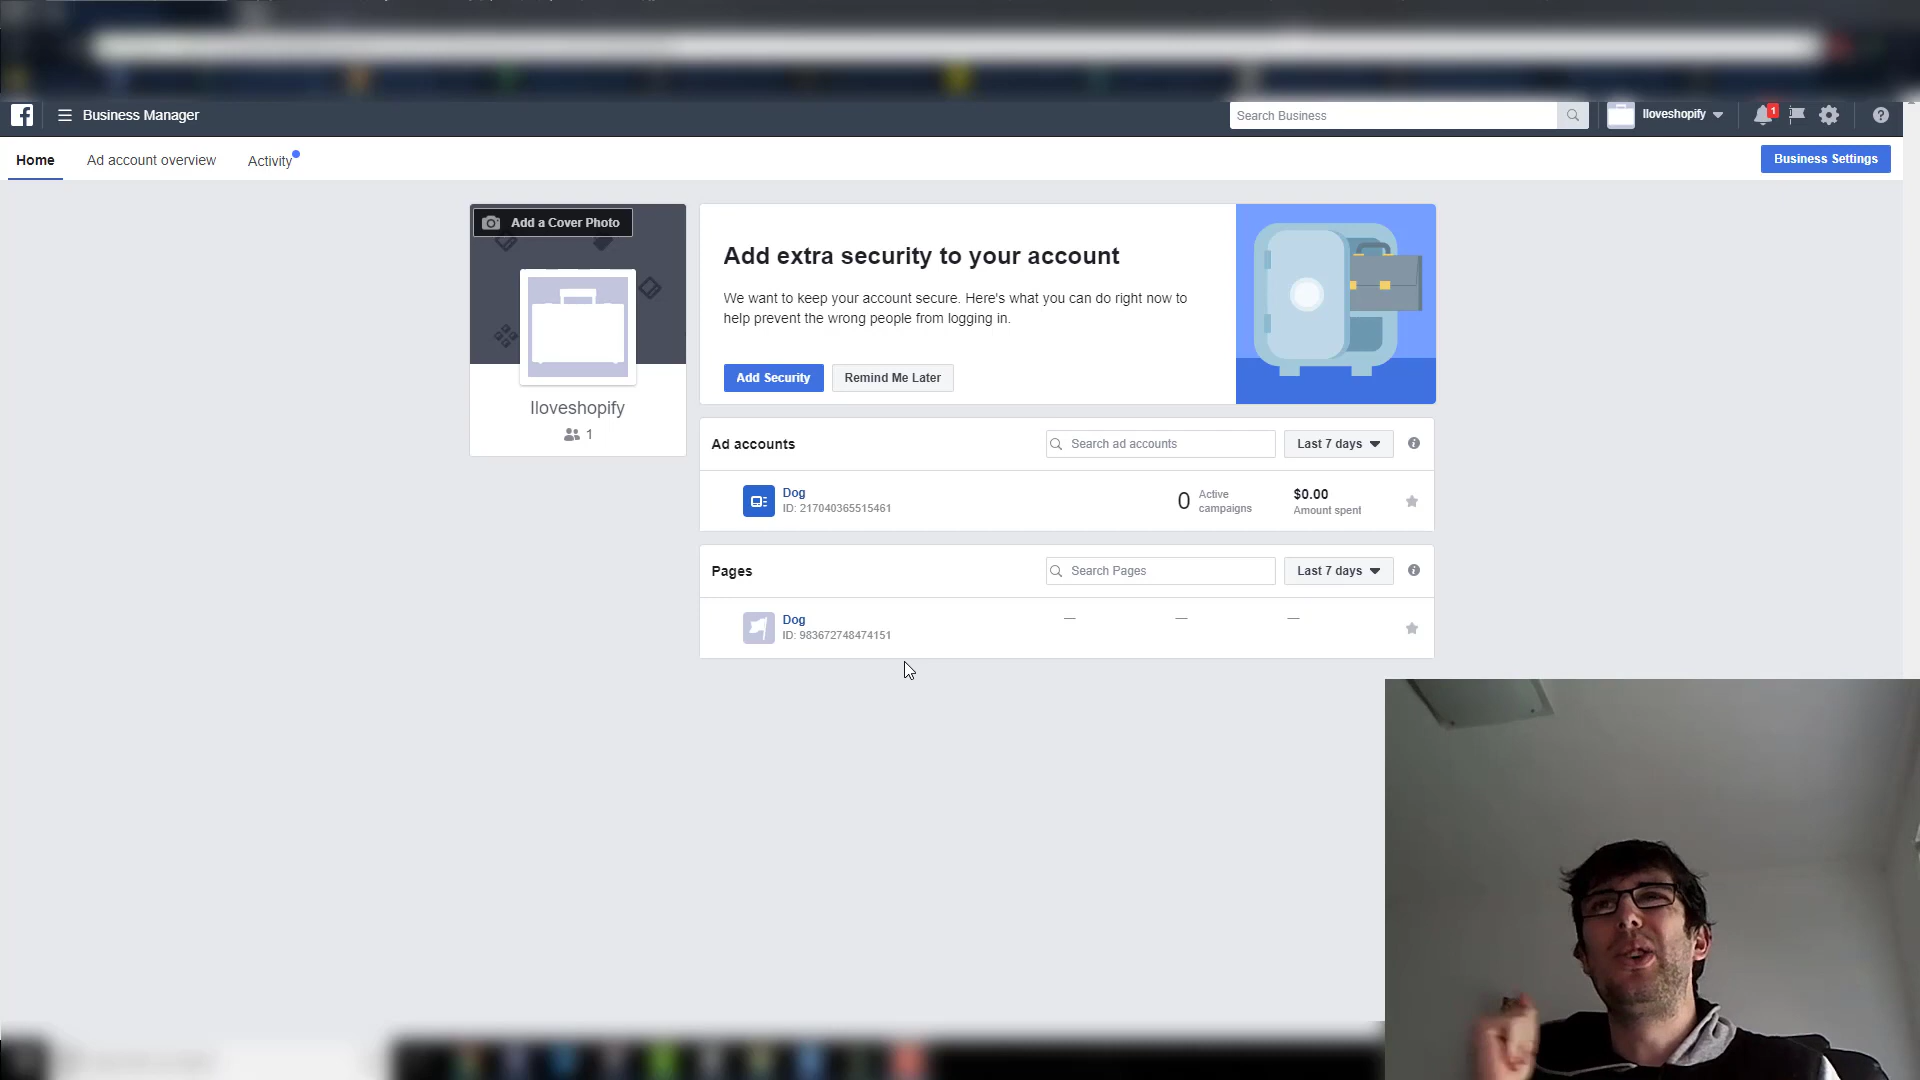 Business Manager
Search Business
Iloveshopify
1
Home
Ad account overview
Activity
Business Settings
Add a Cover Photo
Iloveshopify
1
Add extra security to your account
We want to keep your account secure. Here's what you can do right now to
help prevent the wrong people from logging in.
Add Security
Remind Me Later
Ad accounts
Search ad accounts
Last 7 days
Dog
ID: 217040365515461
0
Active
campaigns
$0.00
Amount spent
Pages
Search Pages
Last 7 days
Dog
ID: 983672748474151
— — —